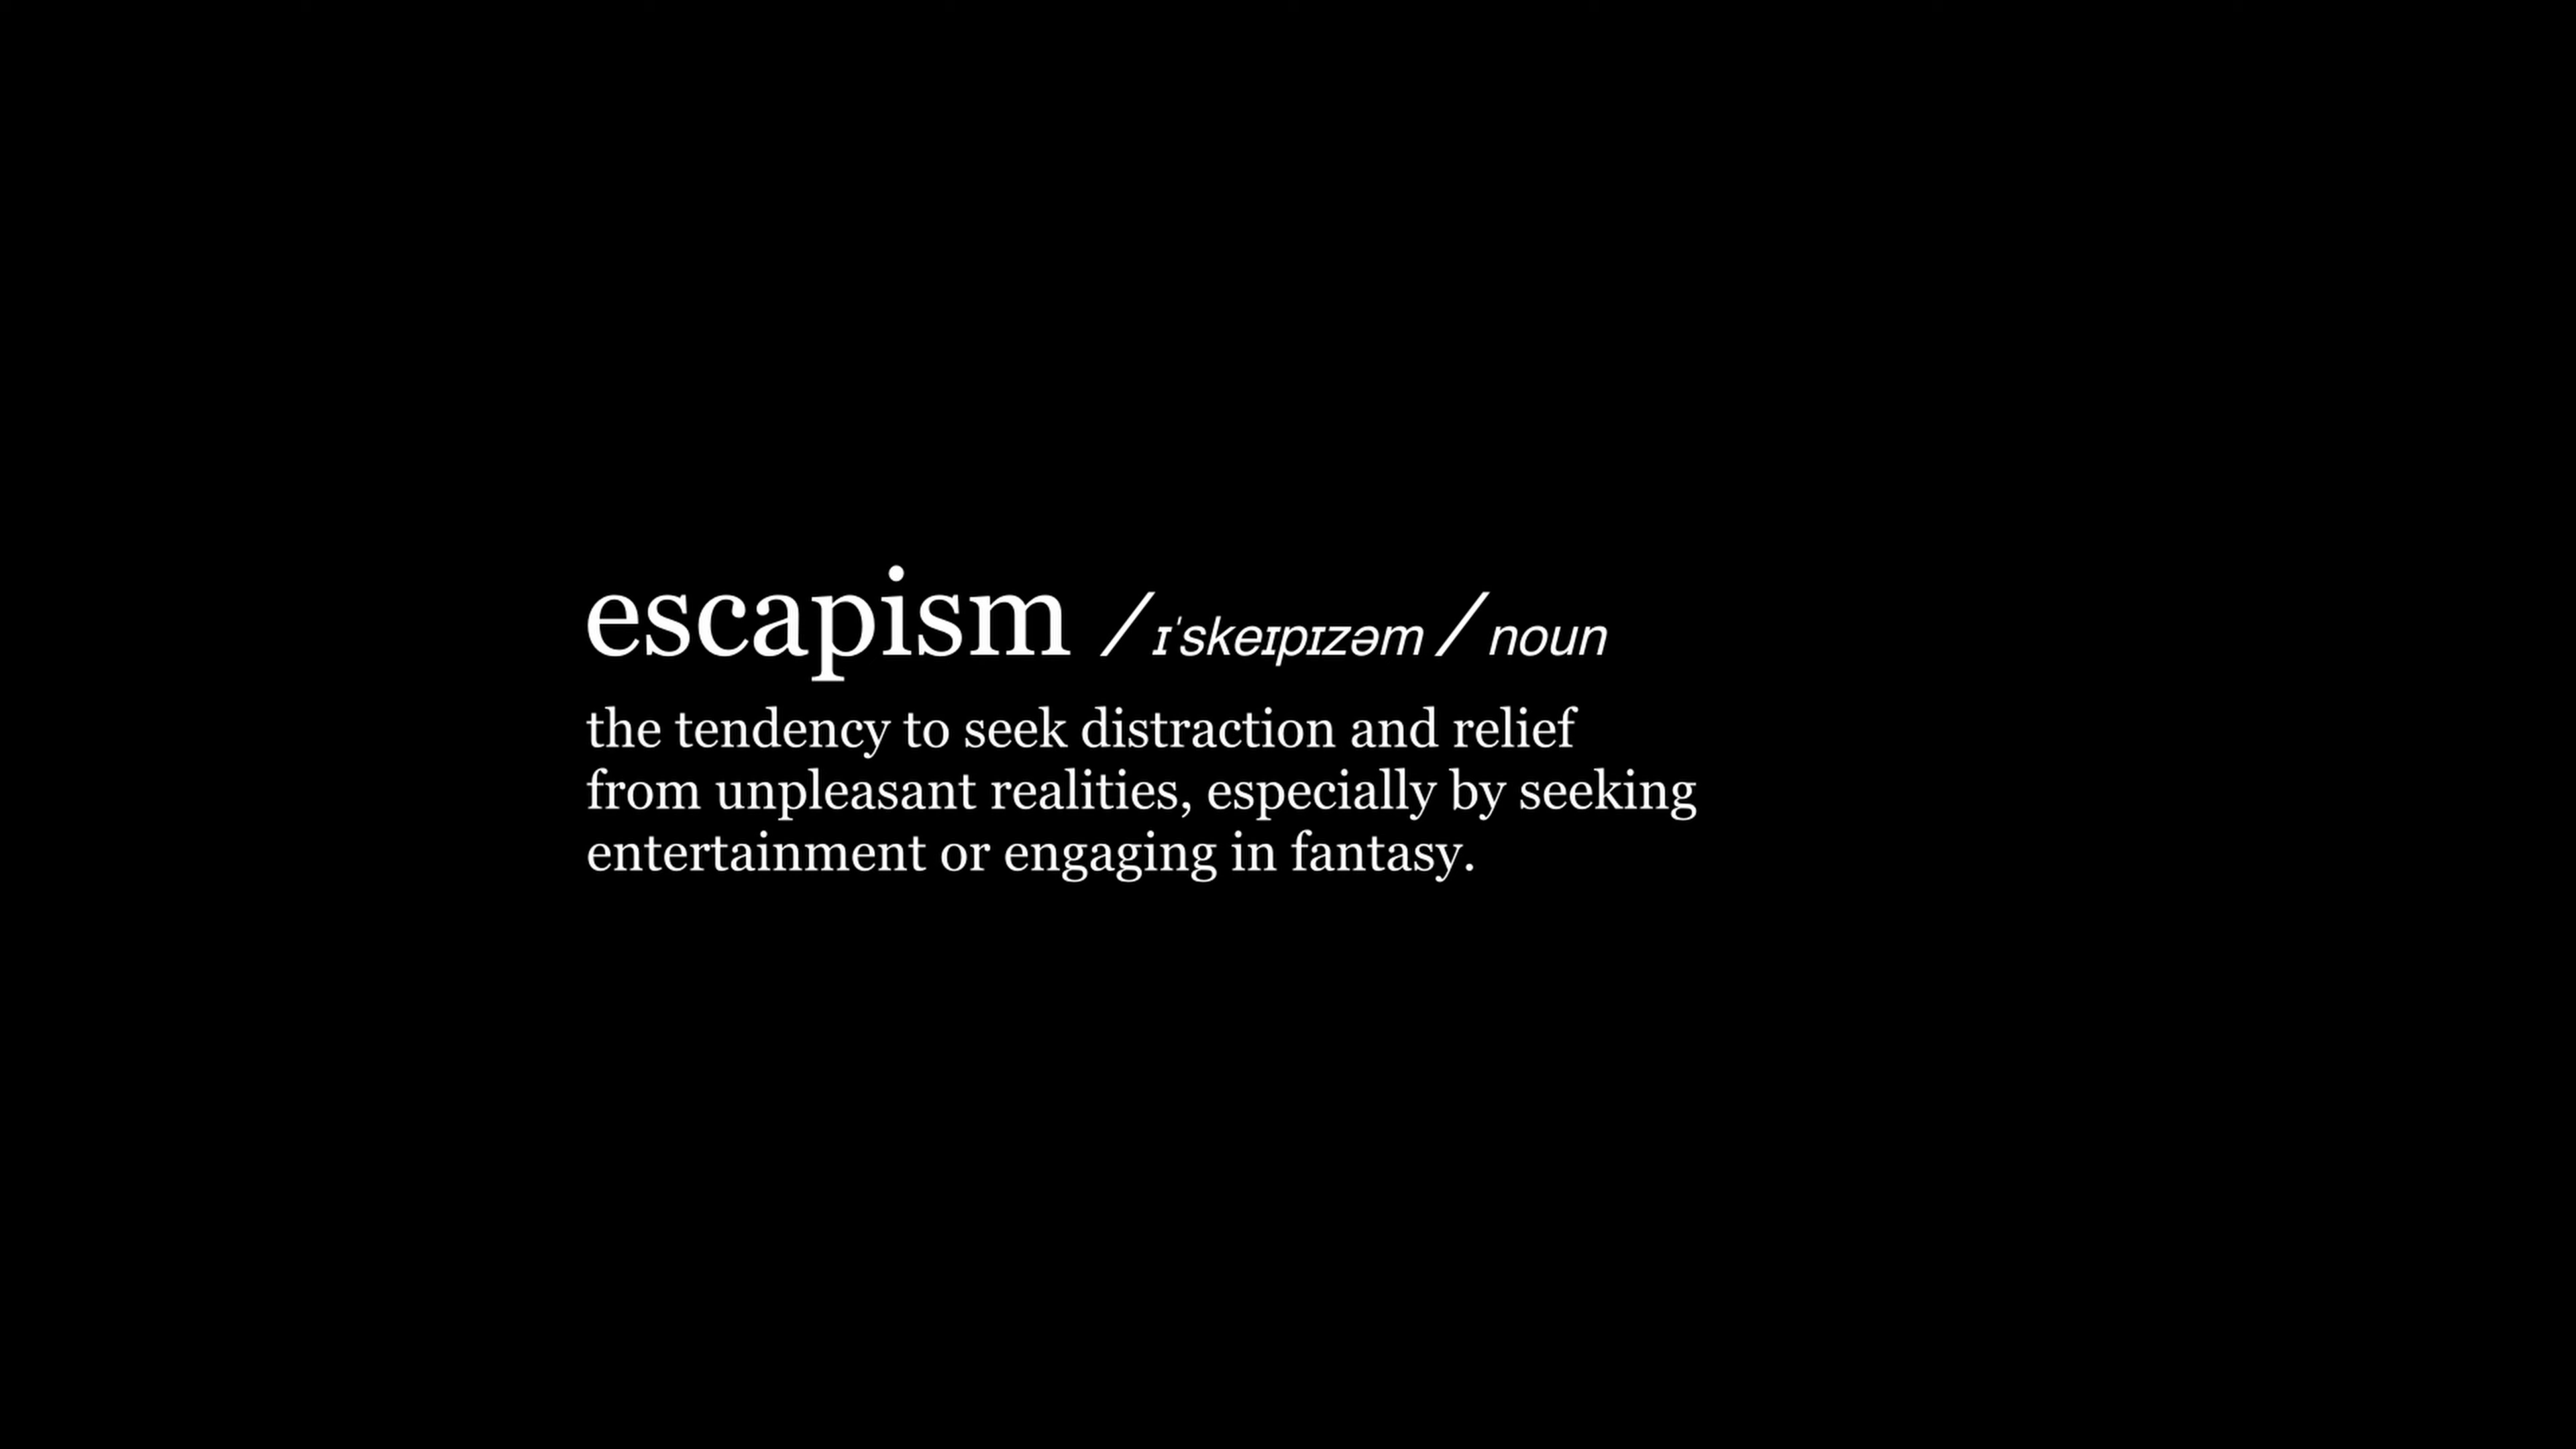 escapism /ɪˈskeɪpɪzəm/ noun
the tendency to seek distraction and relief
from unpleasant realities, especially by seeking
entertainment or engaging in fantasy.